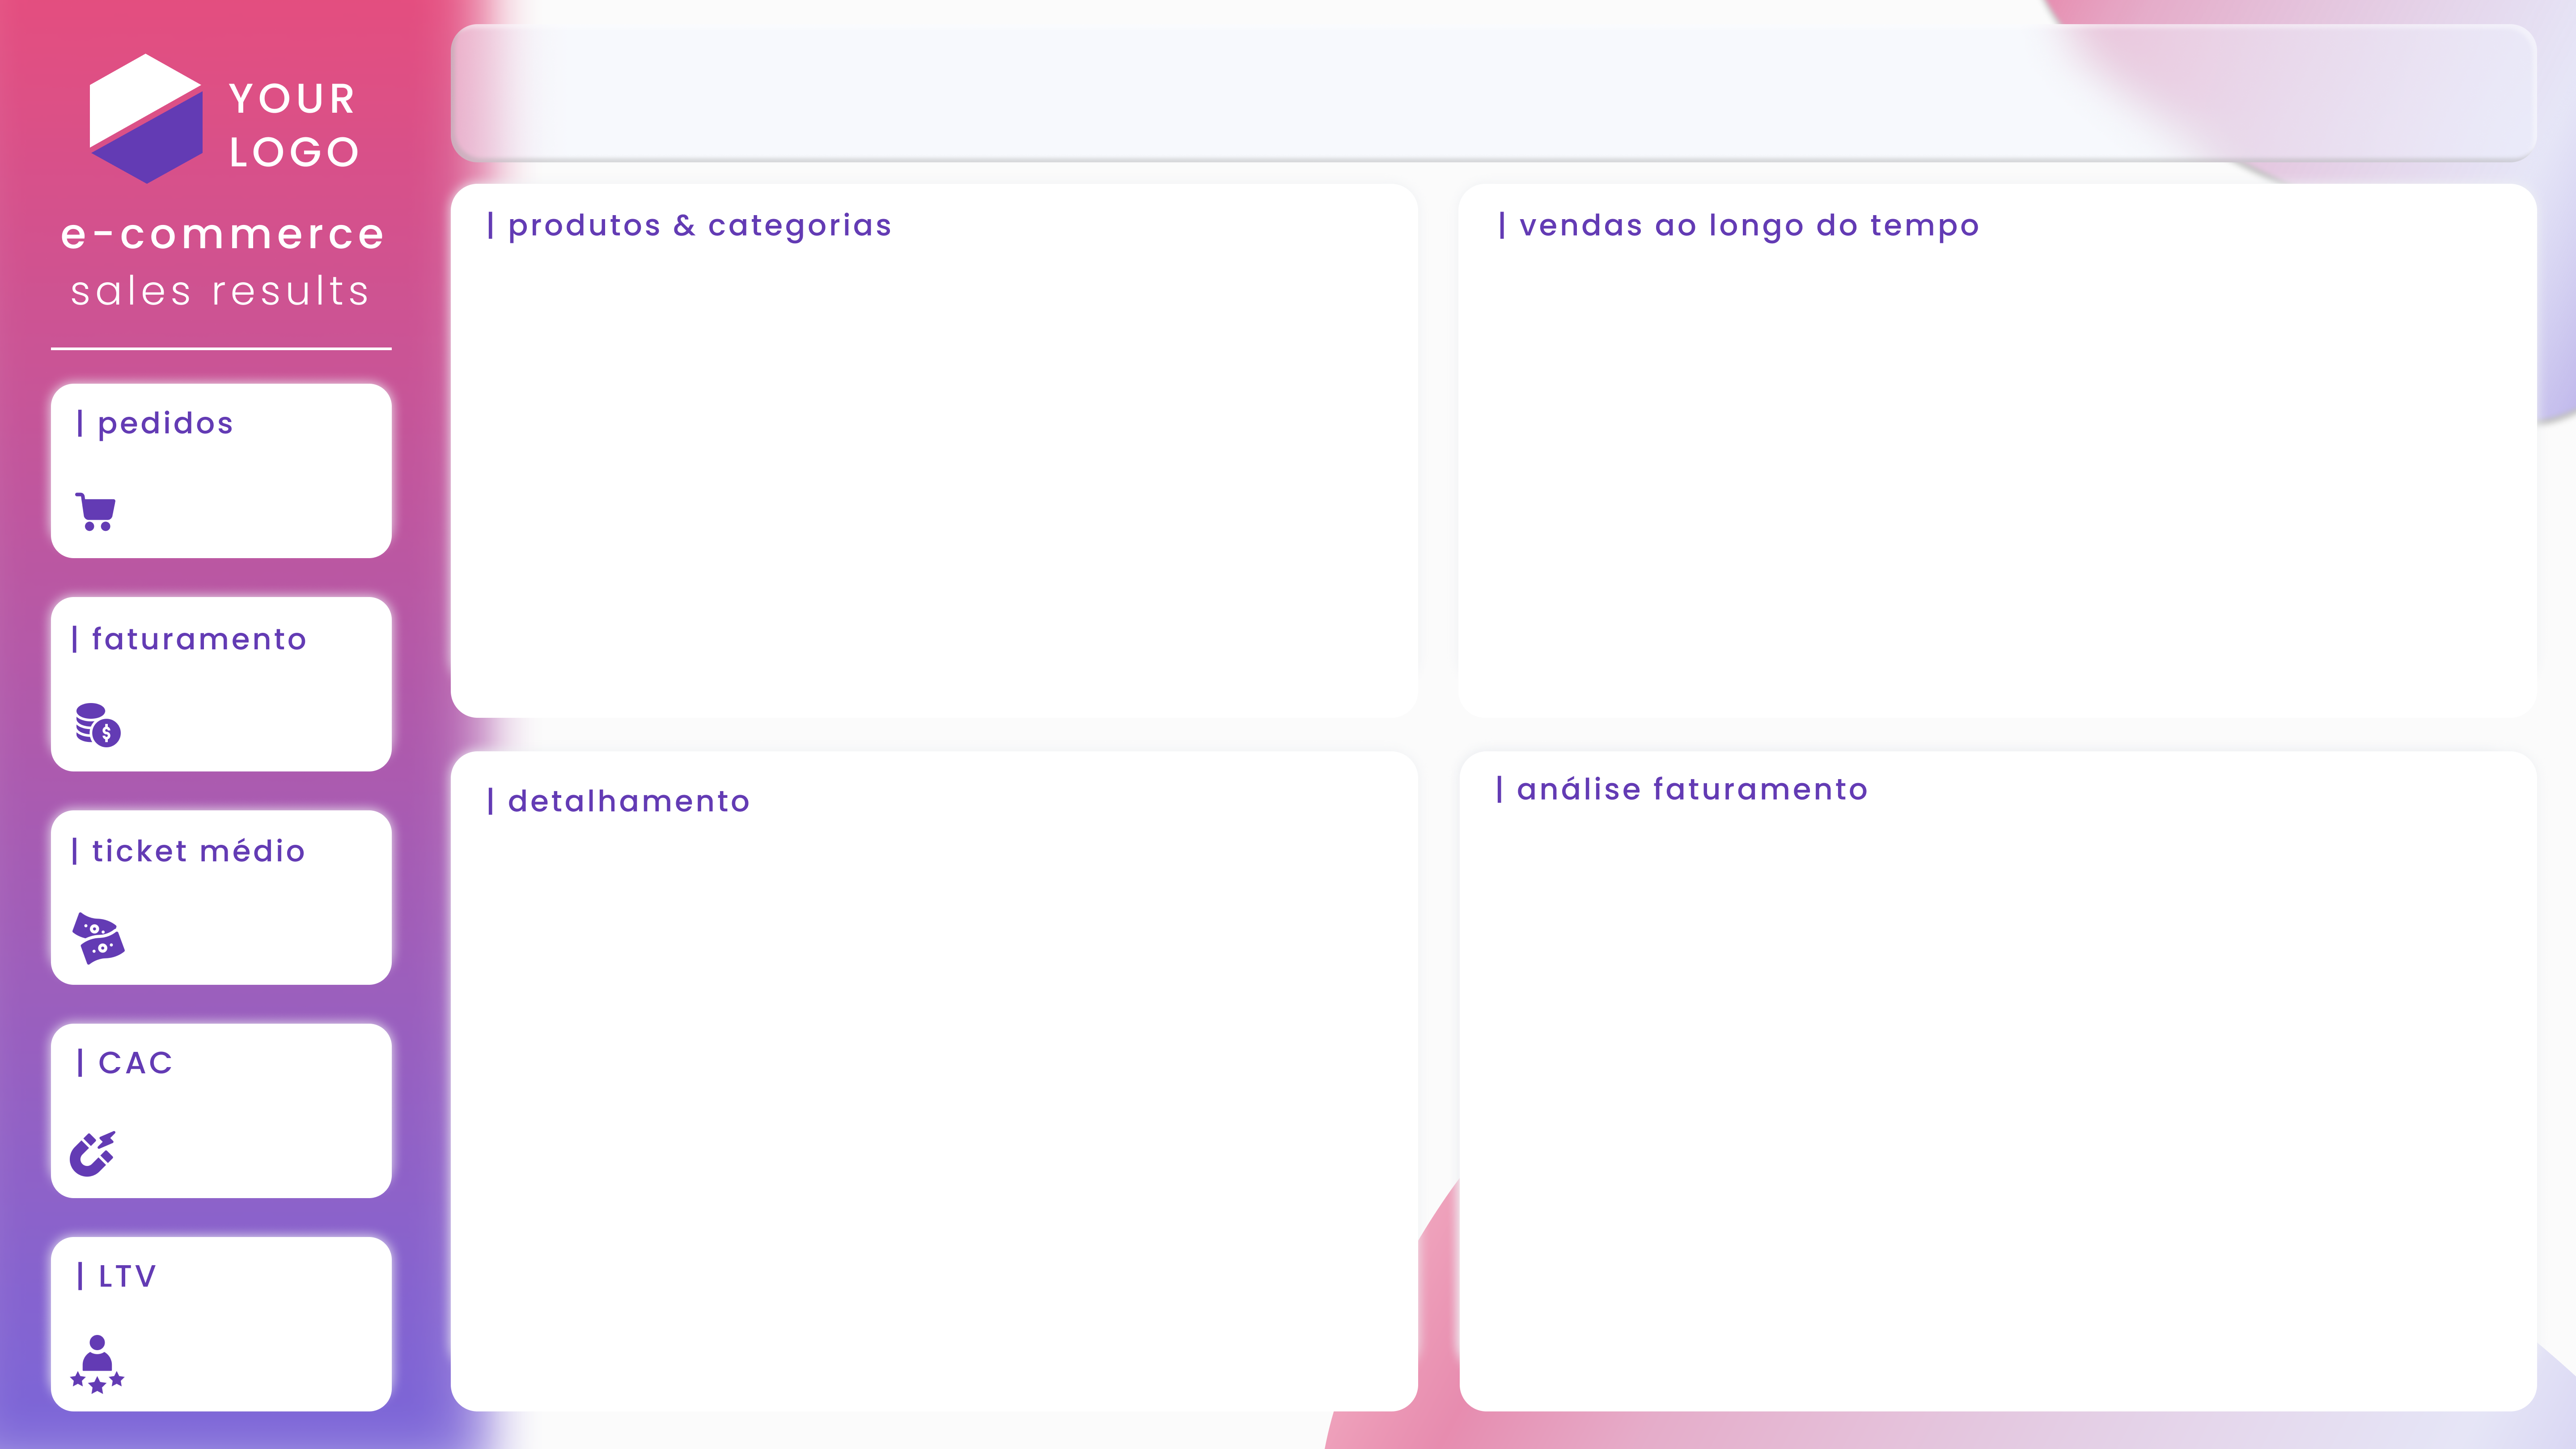 YOUR
LOGO
e-commerce
sales results
| pedidos
| faturamento
$
| ticket médio
| CAC
| LTV
| produtos & categorias
| vendas ao longo do tempo
| detalhamento
| análise faturamento